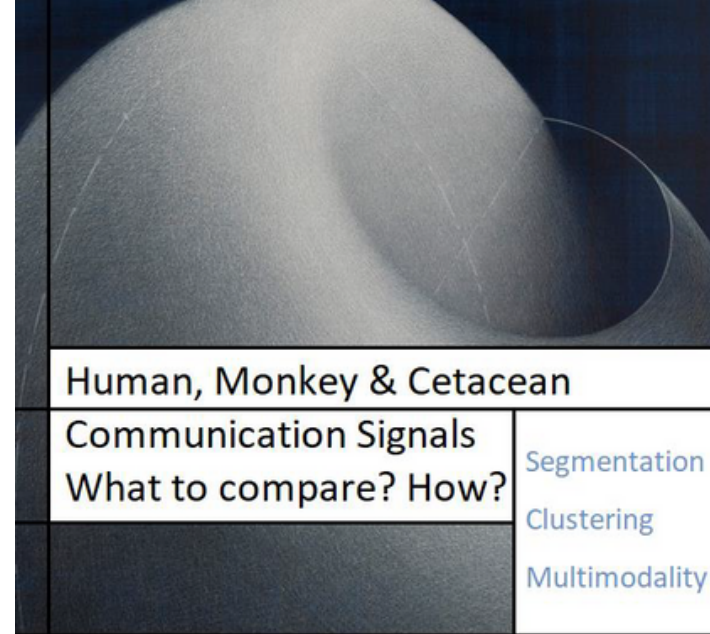 Human, Monkey & Cetacean
Communication Signals
What to compare? How?
Segmentation
Clustering
Multimodality